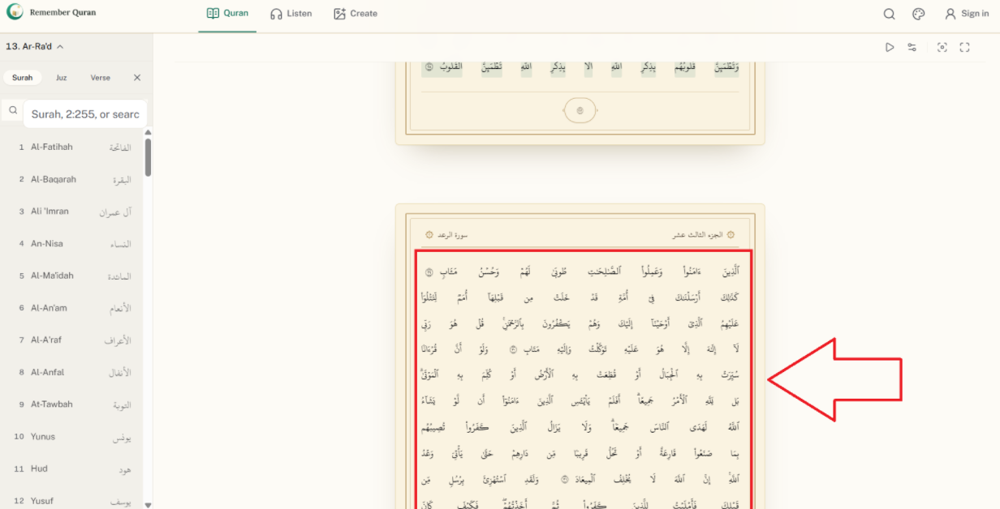 Remember Quran
Quran Listen Create
Sign in
13. Ar-Ra'd
Surah Juz Verse
Surah, 2:255, or searc
1 Al-Fatihah الفاتحة
2 Al-Baqarah البقرة
3 Ali 'Imran آل عمران
4 An-Nisa النساء
5 Al-Ma'idah المائدة
6 Al-An'am الأنعام
7 Al-A'raf الأعراف
8 Al-Anfal الأنفال
9 At-Tawbah التوبة
10 Yunus يونس
11 Hud هود
12 Yusuf يوسف
وَتَطْمَئِنُّ قُلُوبُهُم بِذِكْرِ ٱللَّهِ أَلَا بِذِكْرِ ٱللَّهِ تَطْمَئِنُّ ٱلْقُلُوبُ ٢٨
الجزء الثالث عشر سورة الرعد
ٱلَّذِينَ ءَامَنُوا۟ وَعَمِلُوا۟ ٱلصَّـٰلِحَـٰتِ طُوبَىٰ لَهُمْ وَحُسْنُ مَـَٔابٍ ٢٩
كَذَٰلِكَ أَرْسَلْنَـٰكَ فِىٓ أُمَّةٍ قَدْ خَلَتْ مِن قَبْلِهَآ أُمَمٌ لِّتَتْلُوَا۟
عَلَيْهِمُ ٱلَّذِىٓ أَوْحَيْنَآ إِلَيْكَ وَهُمْ يَكْفُرُونَ بِٱلرَّحْمَـٰنِ ۚ قُلْ هُوَ رَبِّى
لَآ إِلَـٰهَ إِلَّا هُوَ عَلَيْهِ تَوَكَّلْتُ وَإِلَيْهِ مَتَابِ ٣٠ وَلَوْ أَنَّ قُرْءَانًا
سُيِّرَتْ بِهِ ٱلْجِبَالُ أَوْ قُطِّعَتْ بِهِ ٱلْأَرْضُ أَوْ كُلِّمَ بِهِ ٱلْمَوْتَىٰ ۗ
بَل لِّلَّهِ ٱلْأَمْرُ جَمِيعًا ۗ أَفَلَمْ يَا۟يْـَٔسِ ٱلَّذِينَ ءَامَنُوٓا۟ أَن لَّوْ يَشَآءُ
ٱللَّهُ لَهَدَى ٱلنَّاسَ جَمِيعًا ۗ وَلَا يَزَالُ ٱلَّذِينَ كَفَرُوا۟ تُصِيبُهُم
بِمَا صَنَعُوا۟ قَارِعَةٌ أَوْ تَحُلُّ قَرِيبًا مِّن دَارِهِمْ حَتَّىٰ يَأْتِىَ وَعْدُ
ٱللَّهِ ۚ إِنَّ ٱللَّهَ لَا يُخْلِفُ ٱلْمِيعَادَ ٣١ وَلَقَدِ ٱسْتُهْزِئَ بِرُسُلٍ مِّن
قَبْلِكَ فَأَمْلَيْتُ لِلَّذِينَ كَفَرُوا۟ ثُمَّ أَخَذْتُهُمْ ۖ فَكَيْفَ كَانَ